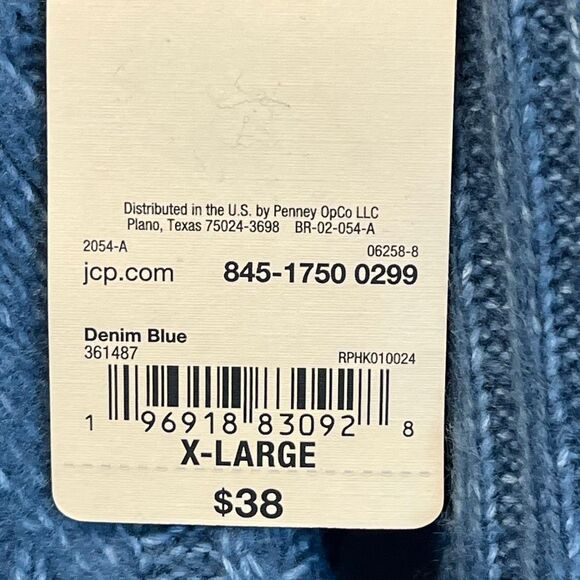 Distributed in the U.S. by Penney OpCo LLC
Plano, Texas 75024-3698 BR-02-054-A
2054-A 06258-8
jcp.com 845-1750 0299
Denim Blue
361487 RPHK010024
1 96918 83092 8
X-LARGE
$38